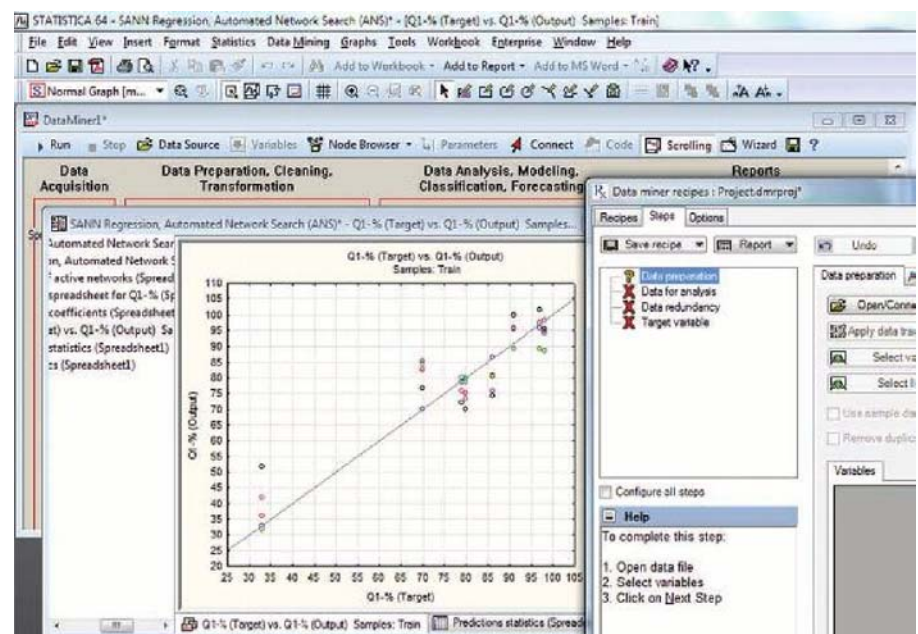 STATISTICA 64 - SANN Regression, Automated Network Search (ANS)* - [Q1-% (Target) vs. Q1-% (Output) Samples: Train]
File Edit View Insert Format Statistics Data Mining Graphs Tools Workbook Enterprise Window Help
Add to Workbook Add to Report Add to MS Word
Normal Graph [m...
DataMiner1*
Run Stop Data Source Variables Node Browser Parameters Connect Code Scrolling Wizard ?
Data Acquisition
Data Preparation, Cleaning, Transformation
Data Analysis, Modeling, Classification, Forecasting
Reports
SANN Regression, Automated Network Search (ANS)* - Q1-% (Target) vs. Q1-% (Output) Samples...
Automated Network Sear
n, Automated Network S
active networks (Spread
spreadsheet for Q1-% (Sp
coefficients (Spreadsheet
et) vs. Q1-% (Output) Sa
statistics (Spreadsheet1)
cs (Spreadsheet1)
Q1-% (Target) vs. Q1-% (Output)
Samples: Train
110
105
100
95
90
85
80
75
70
65
60
55
50
45
40
35
30
25
20
Q1-% (Output)
25 30 35 40 45 50 55 60 65 70 75 80 85 90 95 100 105
Q1-% (Target)
Q1-% (Target) vs. Q1-% (Output) Samples: Train
Predictions statistics (Spreads
Data miner recipes : Project.dmrproj*
Recipes Steps Options
Save recipe Report Undo
Data preparation
Data for analysis
Data redundancy
Target variable
Data preparation
Open/Conne
Apply data tra
Select va
Select
Use sample da
Remove duplic
Variables
Configure all steps
Help
To complete this step:
1. Open data file
2. Select variables
3. Click on Next Step